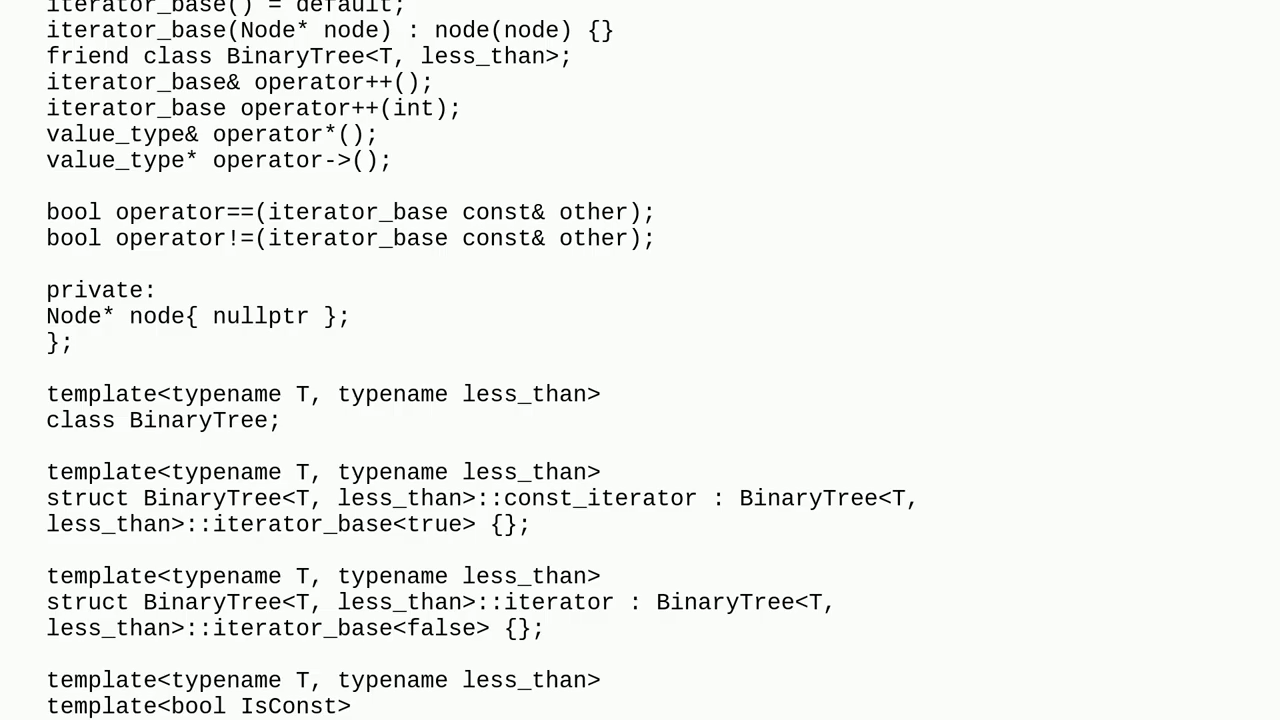 iterator_base() = default;
iterator_base(Node* node) : node(node) {}
friend class BinaryTree<T, less_than>;
iterator_base& operator++();
iterator_base operator++(int);
value_type& operator*();
value_type* operator->();

bool operator==(iterator_base const& other);
bool operator!=(iterator_base const& other);

private:
Node* node{ nullptr };
};

template<typename T, typename less_than>
class BinaryTree;

template<typename T, typename less_than>
struct BinaryTree<T, less_than>::const_iterator : BinaryTree<T,
less_than>::iterator_base<true> {};

template<typename T, typename less_than>
struct BinaryTree<T, less_than>::iterator : BinaryTree<T,
less_than>::iterator_base<false> {};

template<typename T, typename less_than>
template<bool IsConst>